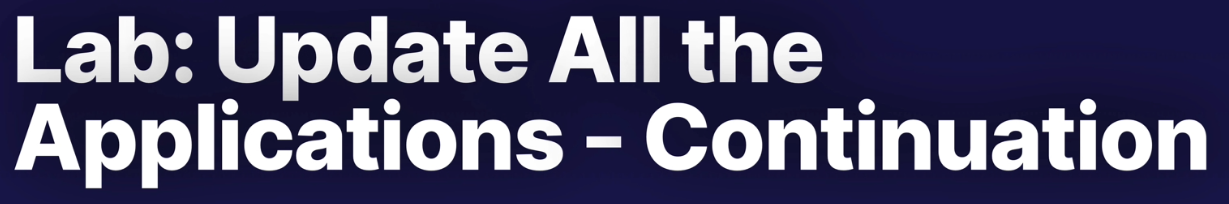 Lab: Update All the
Applications - Continuation